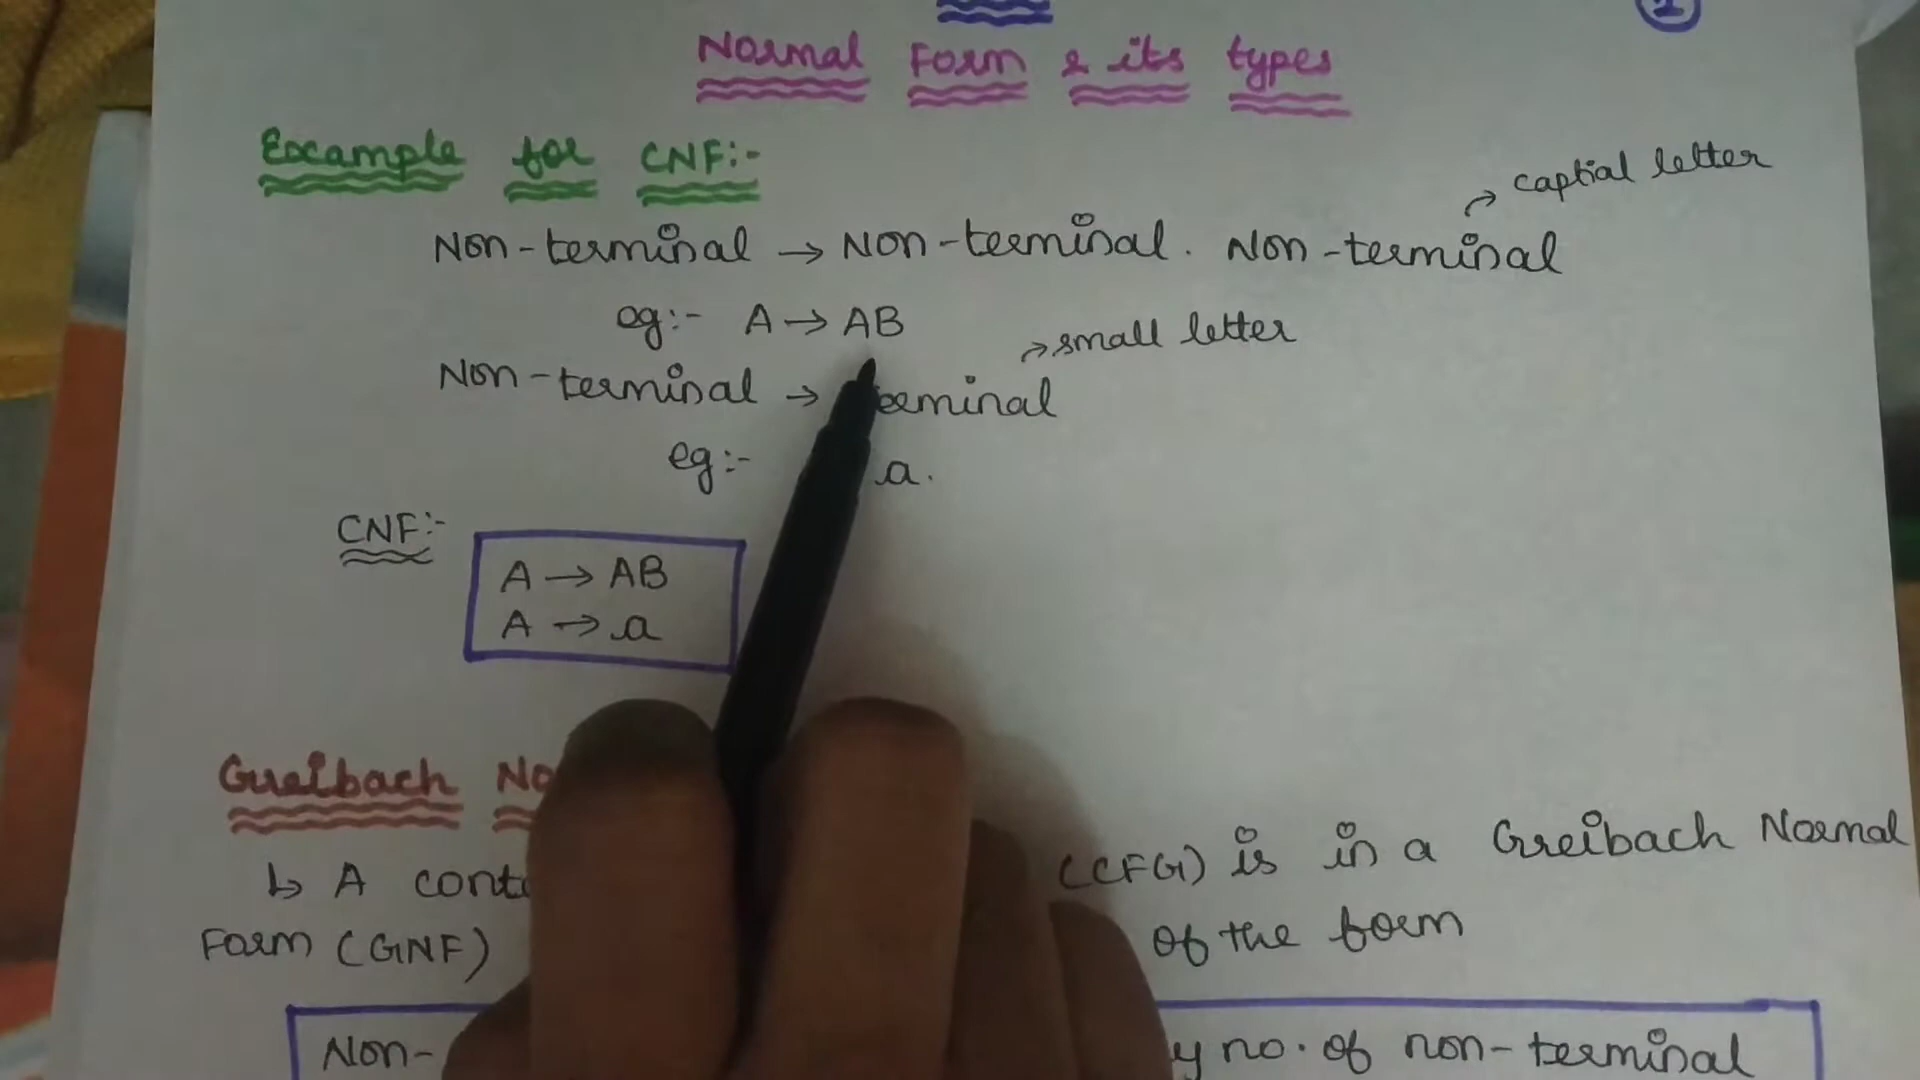 1
Normal Form & its types
Example for CNF:-
captial letter
Non-terminal → Non-terminal. Non-terminal
eg:- A → AB
small letter
Non-terminal →
eg:- a.
CNF:-
A → AB
A → a
Greibach
A
(CFG) is in a Greibach Normal
Form (GNF) of the form
Non- no. of non-terminal